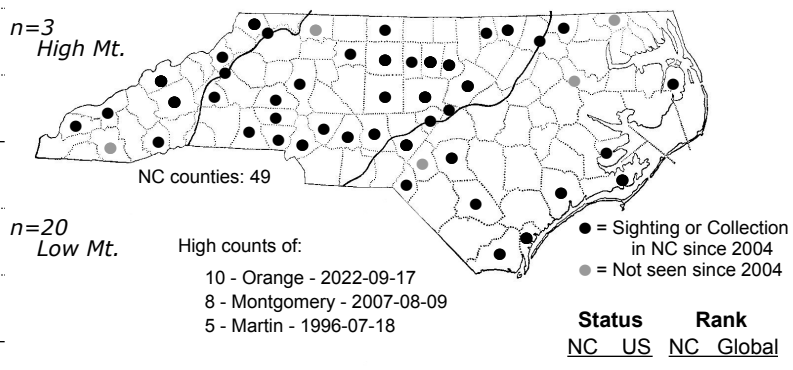 n=3
High Mt.
NC counties: 49
n=20
Low Mt.
High counts of:
10 - Orange - 2022-09-17
8 - Montgomery - 2007-08-09
5 - Martin - 1996-07-18
= Sighting or Collection
in NC since 2004
= Not seen since 2004
Status Rank
NC US NC Global